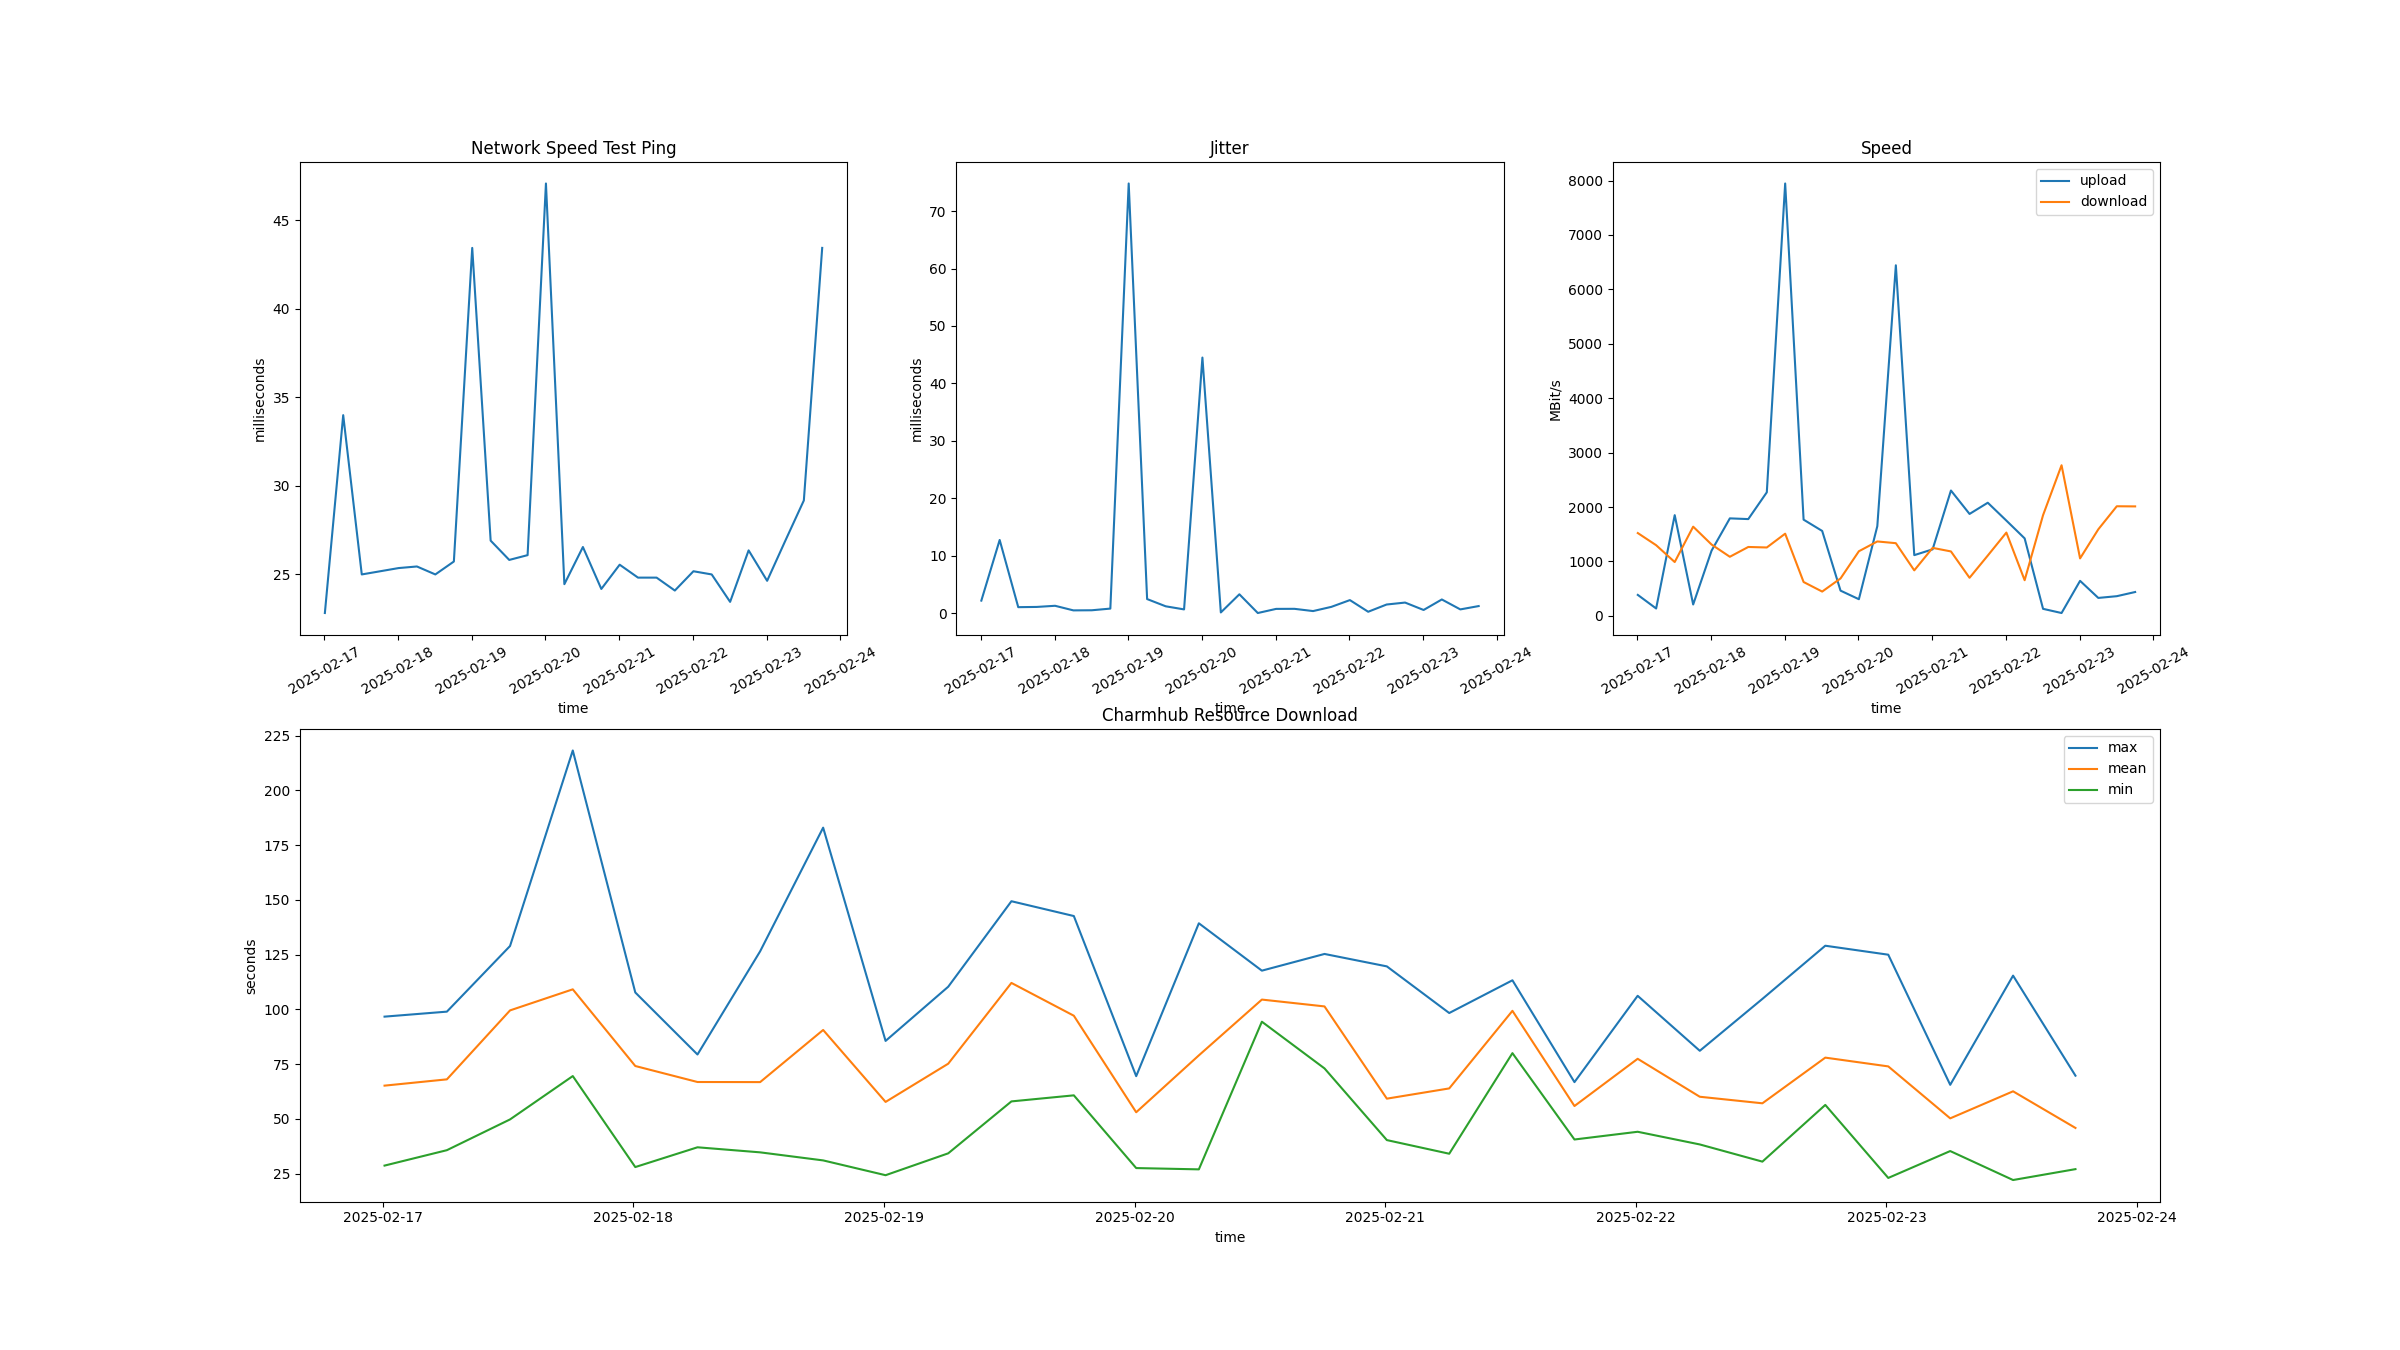 Network Speed Test Ping
45
40
35
30
25
milliseconds
2025-02-17 2025-02-18 2025-02-19 2025-02-20 2025-02-21 2025-02-22 2025-02-23 2025-02-24
time
Jitter
70
60
50
40
30
20
10
0
milliseconds
2025-02-17 2025-02-18 2025-02-19 2025-02-20 2025-02-21 2025-02-22 2025-02-23 2025-02-24
time
Speed
upload
download
8000
7000
6000
5000
4000
3000
2000
1000
0
MBit/s
2025-02-17 2025-02-18 2025-02-19 2025-02-20 2025-02-21 2025-02-22 2025-02-23 2025-02-24
time
Charmhub Resource Download
max
mean
min
225
200
175
150
125
100
75
50
25
seconds
2025-02-17 2025-02-18 2025-02-19 2025-02-20 2025-02-21 2025-02-22 2025-02-23 2025-02-24
time